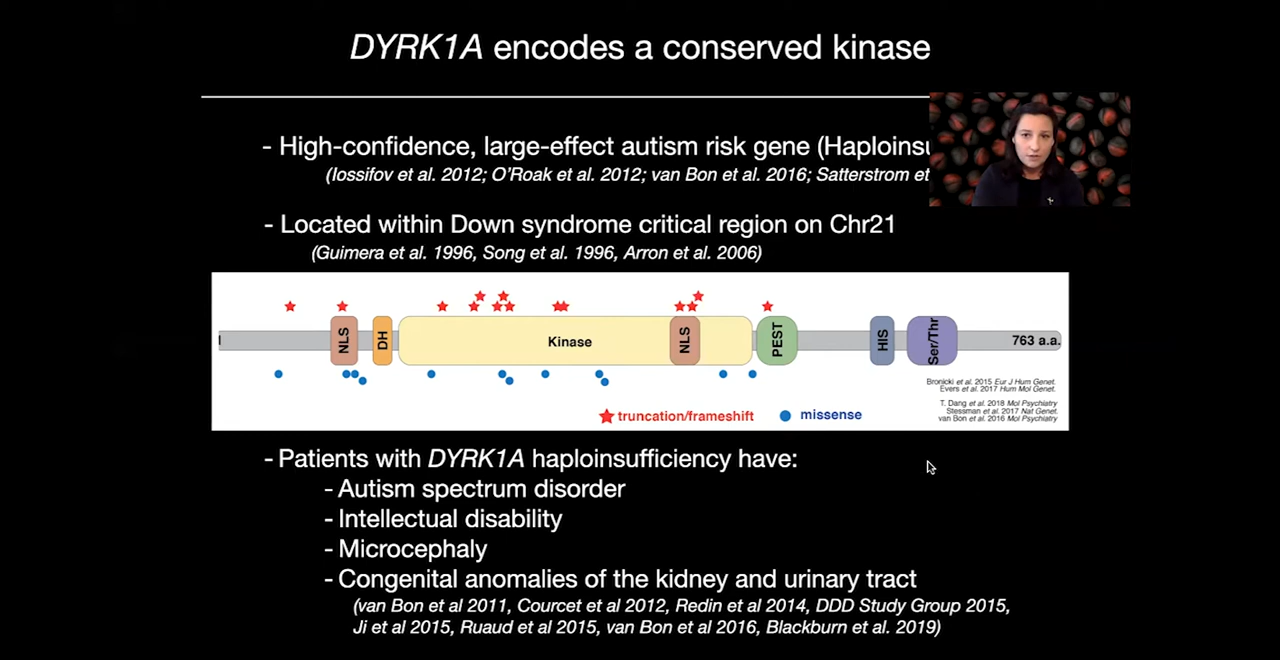 DYRK1A encodes a conserved kinase
- High-confidence, large-effect autism risk gene
(Iossifov et al. 2012; O'Roak et al. 2012; van Bon et al. 2016; Satterstrom et
- Located within Down syndrome critical region on Chr21
(Guimera et al. 1996, Song et al. 1996, Arron et al. 2006)
NLS DH Kinase NLS PEST HIS Ser/Thr 763 a.a.
Bronicki et al. 2015 Eur J Hum Genet.
Evers et al. 2017 Hum Mol Genet.
T. Dang et al. 2018 Mol Psychiatry
Stessman et al. 2017 Nat Genet.
van Bon et al. 2016 Mol Psychiatry
truncation/frameshift missense
- Patients with DYRK1A haploinsufficiency have:
- Autism spectrum disorder
- Intellectual disability
- Microcephaly
- Congenital anomalies of the kidney and urinary tract
(van Bon et al 2011, Courcet et al 2012, Redin et al 2014, DDD Study Group 2015,
Ji et al 2015, Ruaud et al 2015, van Bon et al 2016, Blackburn et al. 2019)